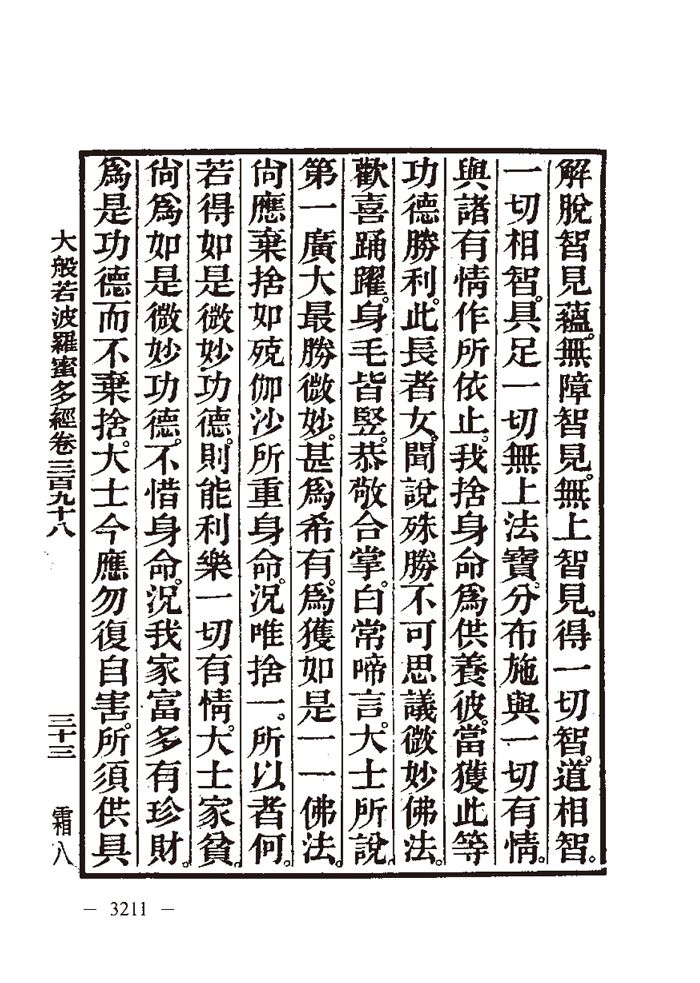 解脫智見蘊。無障智見。無上智見。得一切智。道相智。
一切相智。具足一切無上法寶。分布施與一切有情。
與諸有情作所依止。我捨身命爲供養彼。當獲此等
功德勝利。此長者女。聞說殊勝不可思議微妙佛法。
歡喜踊躍。身毛皆豎。恭敬合掌。白常啼言。大士所說。
第一廣大最勝微妙。甚爲希有。爲獲如是一一佛法。
尙應棄捨如殑伽沙所重身命。況唯捨一。所以者何。
若得如是微妙功德。則能利樂一切有情。大士家貧。
尙爲如是微妙功德。不惜身命。況我家富多有珍財。
爲是功德而不棄捨。大士今應勿復自害。所須供具
大般若波羅蜜多經卷三百九十八 三十三 霜八
— 3211 —